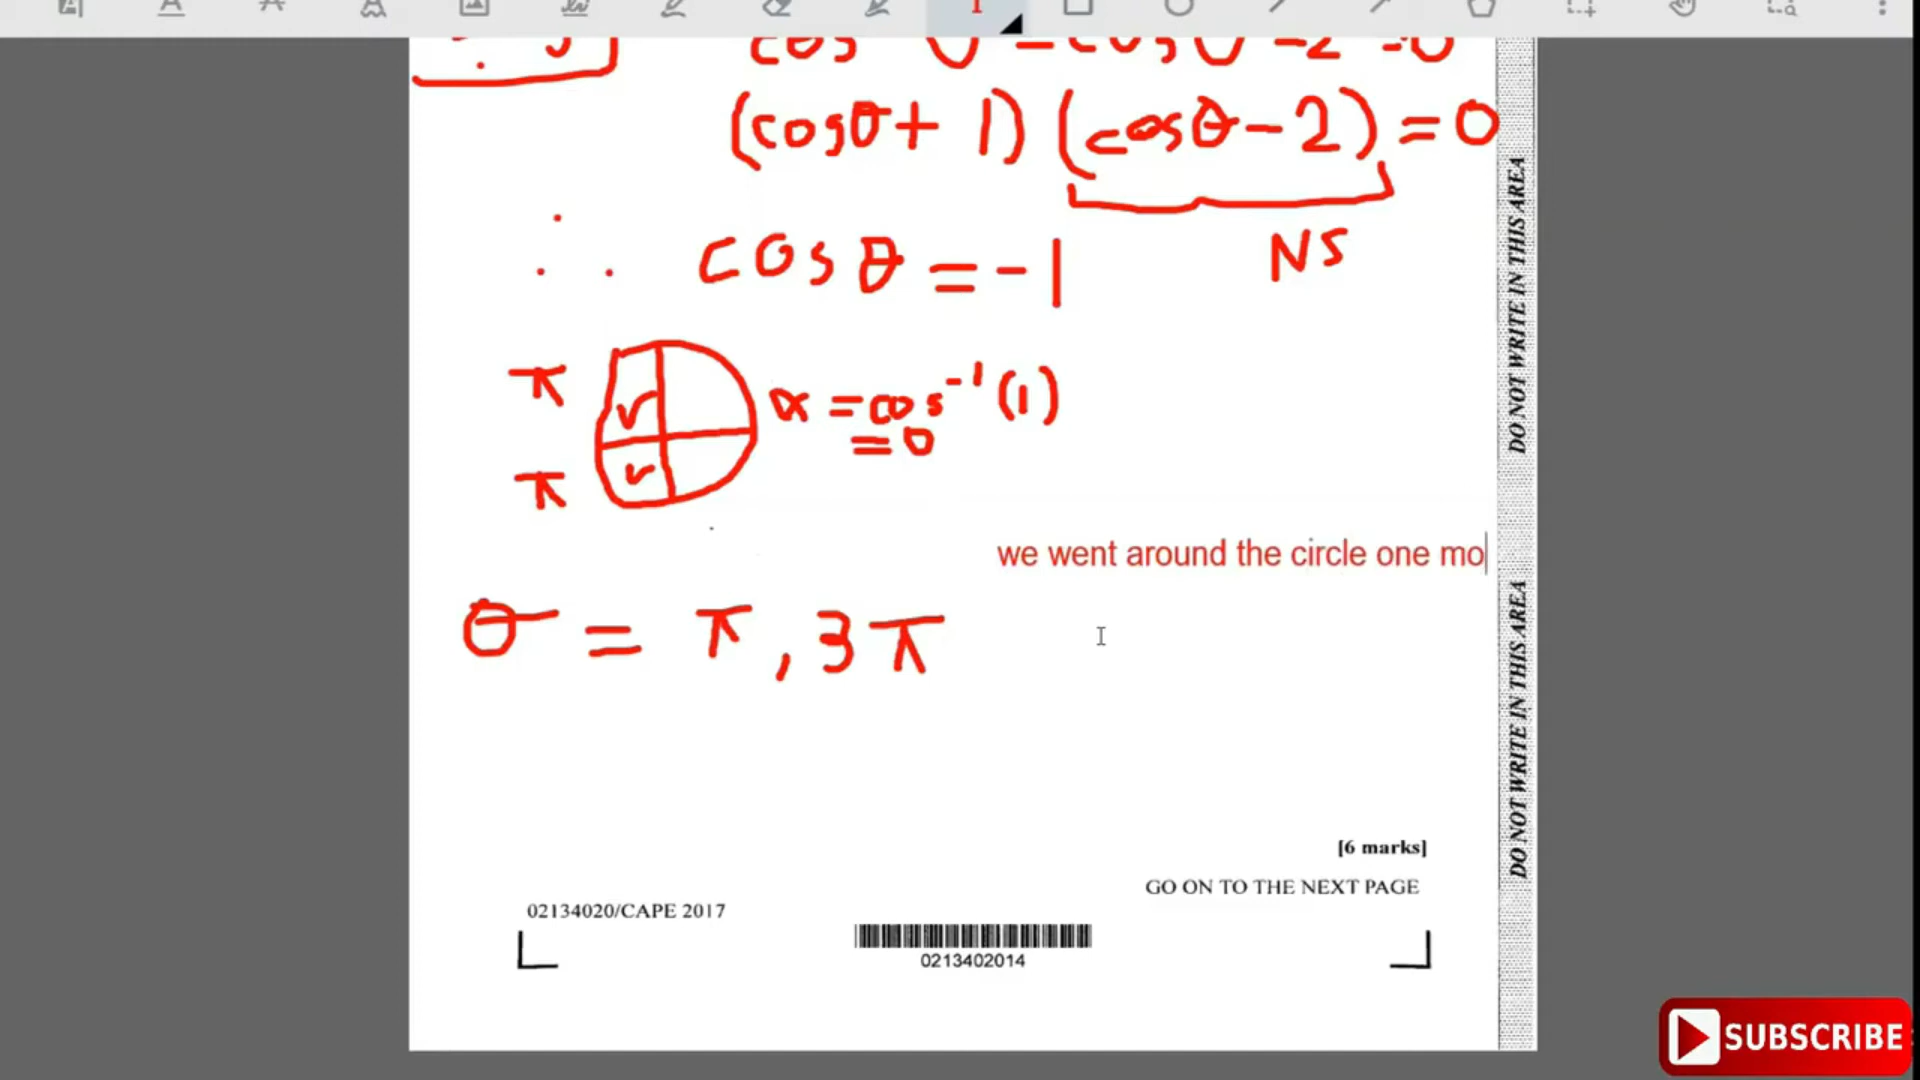 (cosθ + 1) (cosθ - 2) = 0
∴ cos θ = -1
NS
π
α = cos⁻¹(1)
= 0
π
we went around the circle one mo
θ = π, 3π
[6 marks]
GO ON TO THE NEXT PAGE
02134020/CAPE 2017
0213402014
DO NOT WRITE IN THIS AREA
DO NOT WRITE IN THIS AREA
SUBSCRIBE